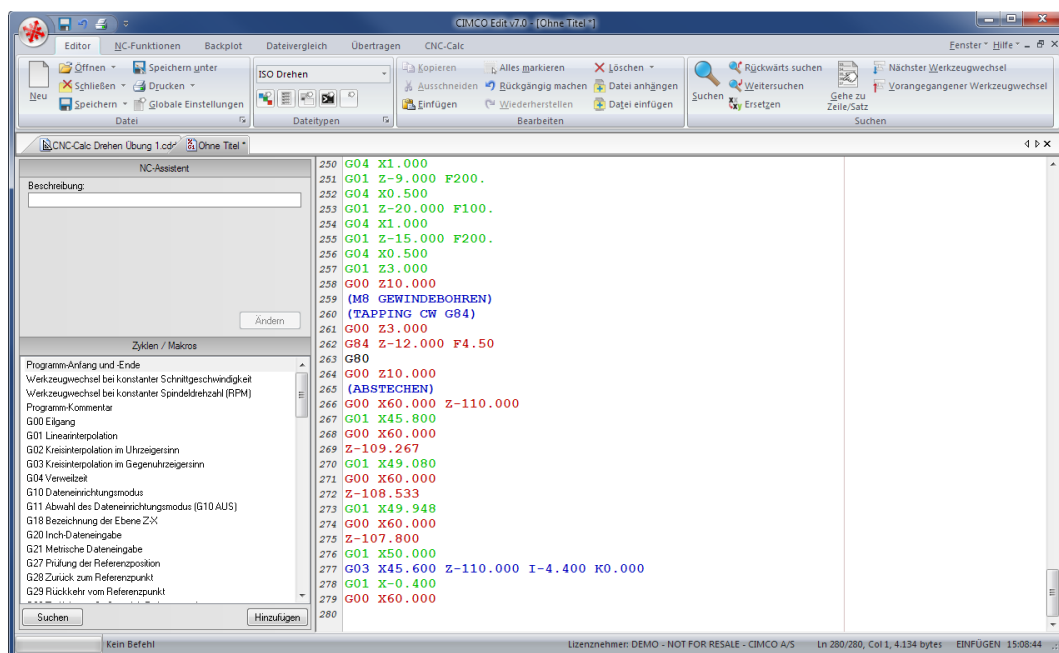 CIMCO Edit v7.0 - [Ohne Titel *]
Editor NC-Funktionen Backplot Dateivergleich Übertragen CNC-Calc Fenster Hilfe
Neu
Öffnen
Schließen
Speichern
Speichern unter
Drucken
Globale Einstellungen
Datei
ISO Drehen
Dateitypen
Kopieren
Ausschneiden
Einfügen
Alles markieren
Rückgängig machen
Wiederherstellen
Löschen
Datei anhängen
Datei einfügen
Bearbeiten
Suchen
Rückwärts suchen
Weitersuchen
Ersetzen
Gehe zu
Zeile/Satz
Nächster Werkzeugwechsel
Vorangegangener Werkzeugwechsel
Suchen
CNC-Calc Drehen Übung 1.cdd Ohne Titel *
NC-Assistent
Beschreibung:
Ändern
Zyklen / Makros
Programm-Anfang und -Ende
Werkzeugwechsel bei konstanter Schnittgeschwindigkeit
Werkzeugwechsel bei konstanter Spindeldrehzahl (RPM)
Programm-Kommentar
G00 Eilgang
G01 Linearinterpolation
G02 Kreisinterpolation im Uhrzeigersinn
G03 Kreisinterpolation im Gegenuhrzeigersinn
G04 Verweilzeit
G10 Dateneinrichtungsmodus
G11 Abwahl des Dateneinrichtungsmodus (G10 AUS)
G18 Bezeichnung der Ebene Z-X
G20 Inch-Dateneingabe
G21 Metrische Dateneingabe
G27 Prüfung der Referenzposition
G28 Zurück zum Referenzpunkt
G29 Rückkehr vom Referenzpunkt
Suchen Hinzufügen
250 G04 X1.000
251 G01 Z-9.000 F200.
252 G04 X0.500
253 G01 Z-20.000 F100.
254 G04 X1.000
255 G01 Z-15.000 F200.
256 G04 X0.500
257 G01 Z3.000
258 G00 Z10.000
259 (M8 GEWINDEBOHREN)
260 (TAPPING CW G84)
261 G00 Z3.000
262 G84 Z-12.000 F4.50
263 G80
264 G00 Z10.000
265 (ABSTECHEN)
266 G00 X60.000 Z-110.000
267 G01 X45.800
268 G00 X60.000
269 Z-109.267
270 G01 X49.080
271 G00 X60.000
272 Z-108.533
273 G01 X49.948
274 G00 X60.000
275 Z-107.800
276 G01 X50.000
277 G03 X45.600 Z-110.000 I-4.400 K0.000
278 G01 X-0.400
279 G00 X60.000
280
Kein Befehl Lizenznehmer: DEMO - NOT FOR RESALE - CIMCO A/S Ln 280/280, Col 1, 4.134 bytes EINFÜGEN 15:08:44